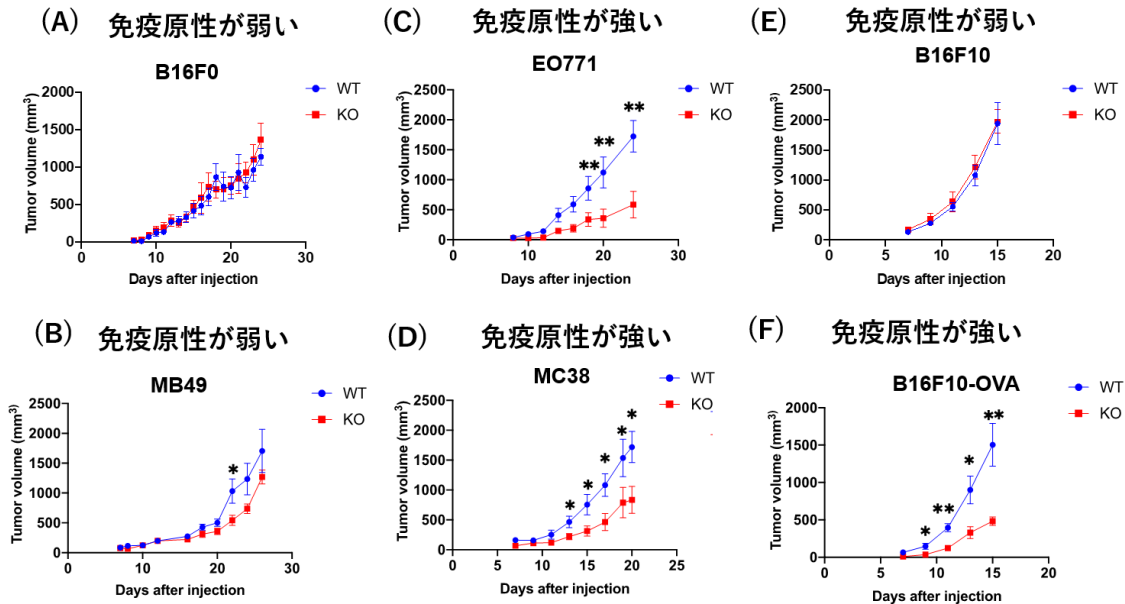 (A) 免疫原性が弱い
B16F0
WT
KO
Tumor volume (mm³)
2500
2000
1500
1000
500
0
0 10 20 30
Days after injection
(C) 免疫原性が強い
EO771
WT
KO
Tumor volume (mm³)
2000
1500
1000
500
0
0 10 20 30
** ** **
Days after injection
(E) 免疫原性が弱い
B16F10
WT
KO
Tumor volume (mm³)
2500
2000
1500
1000
500
0
0 5 10 15 20
Days after injection
(B) 免疫原性が弱い
MB49
WT
KO
Tumor volume (mm³)
2500
2000
1500
1000
500
0
0 10 20 30
*
Days after injection
(D) 免疫原性が強い
MC38
WT
KO
Tumor volume (mm³)
2500
2000
1500
1000
500
0
0 5 10 15 20 25
* * * * *
Days after injection
(F) 免疫原性が強い
B16F10-OVA
WT
KO
Tumor volume (mm³)
2000
1500
1000
500
0
0 5 10 15 20
* ** * **
Days after injection